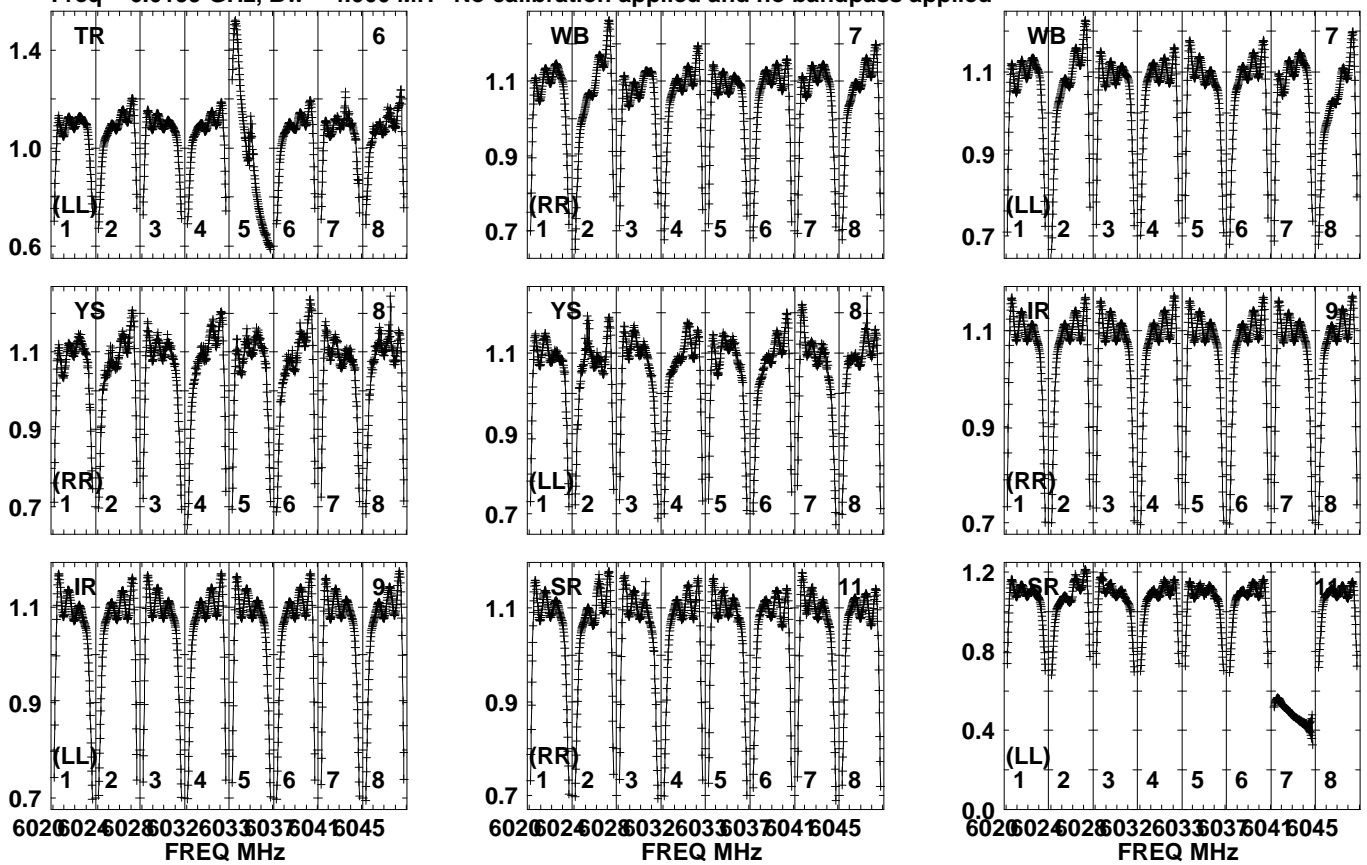 No calibration applied and no bandpass applied
TR 6
1.4
1.0
0.6
(LL)
1 2 3 4 5 6 7 8
WB 7
1.1
0.9
0.7
(RR)
1 2 3 4 5 6 7 8
WB 7
1.1
0.9
0.7
(LL)
1 2 3 4 5 6 7 8
YS 8
1.1
0.9
0.7
(RR)
1 2 3 4 5 6 7 8
YS 8
1.1
0.9
0.7
(LL)
1 2 3 4 5 6 7 8
IR 9
1.1
0.9
0.7
(RR)
1 2 3 4 5 6 7 8
IR 9
1.1
0.9
0.7
(LL)
1 2 3 4 5 6 7 8
6020 6024 6028 6032 6033 6037 6041 6045
FREQ MHz
SR 11
1.1
0.9
0.7
(RR)
1 2 3 4 5 6 7 8
6020 6024 6028 6032 6033 6037 6041 6045
FREQ MHz
SR 11
1.2
0.8
0.4
0.0
(LL)
1 2 3 4 5 6 7 8
6020 6024 6028 6032 6033 6037 6041 6045
FREQ MHz